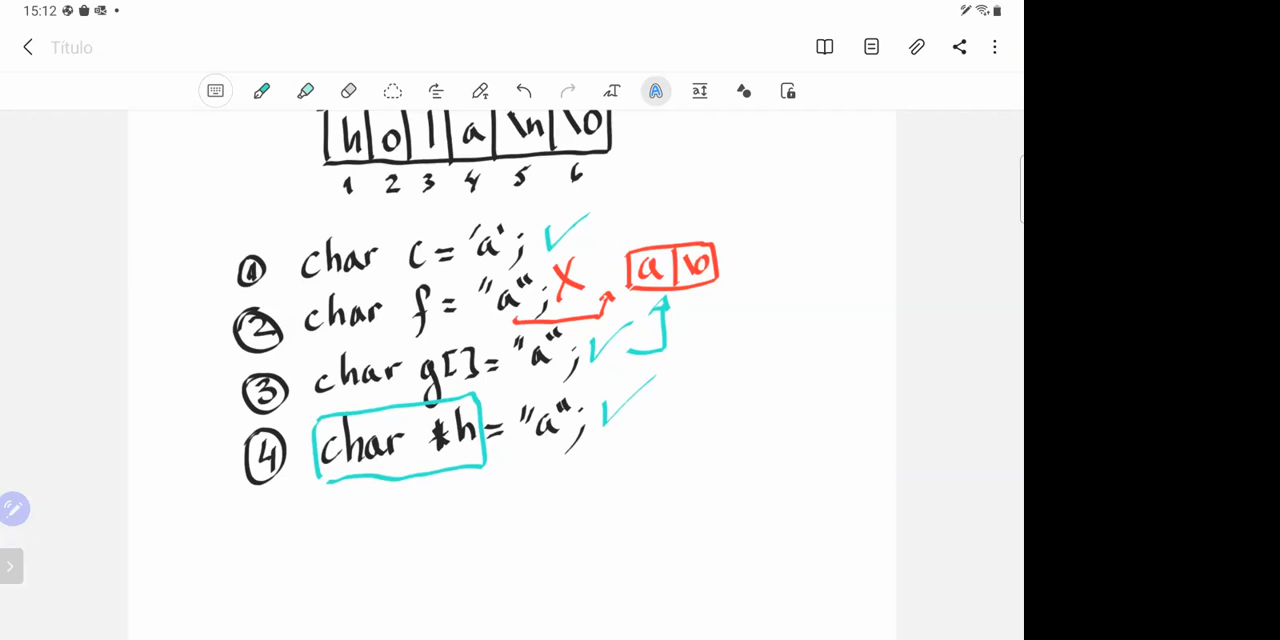 15:12
Título
h o l a \n \0
1 2 3 4 5 6
① char c = 'a';
② char f = "a"; X a \0
③ char g[] = "a";
④ char *h = "a";